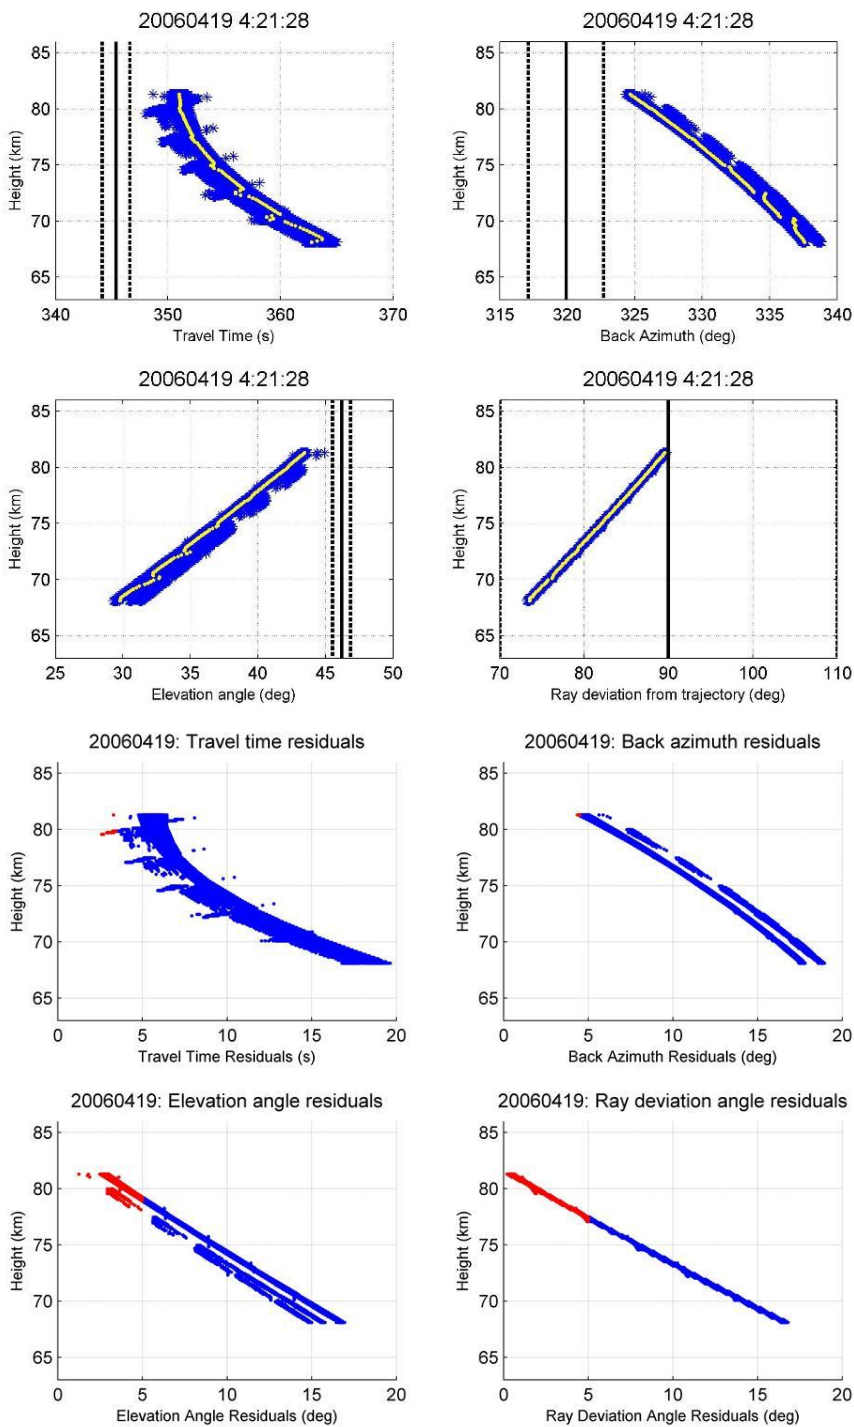 20060419 4:21:28
85
80
75
70
65
Height (km)
340 350 360 370
Travel Time (s)
20060419 4:21:28
85
80
75
70
65
Height (km)
315 320 325 330 335 340
Back Azimuth (deg)
20060419 4:21:28
85
80
75
70
65
Height (km)
25 30 35 40 45 50
Elevation angle (deg)
20060419 4:21:28
85
80
75
70
65
Height (km)
70 80 90 100 110
Ray deviation from trajectory (deg)
20060419: Travel time residuals
85
80
75
70
65
Height (km)
0 5 10 15 20
Travel Time Residuals (s)
20060419: Back azimuth residuals
85
80
75
70
65
Height (km)
0 5 10 15 20
Back Azimuth Residuals (deg)
20060419: Elevation angle residuals
85
80
75
70
65
Height (km)
0 5 10 15 20
Elevation Angle Residuals (deg)
20060419: Ray deviation angle residuals
85
80
75
70
65
Height (km)
0 5 10 15 20
Ray Deviation Angle Residuals (deg)